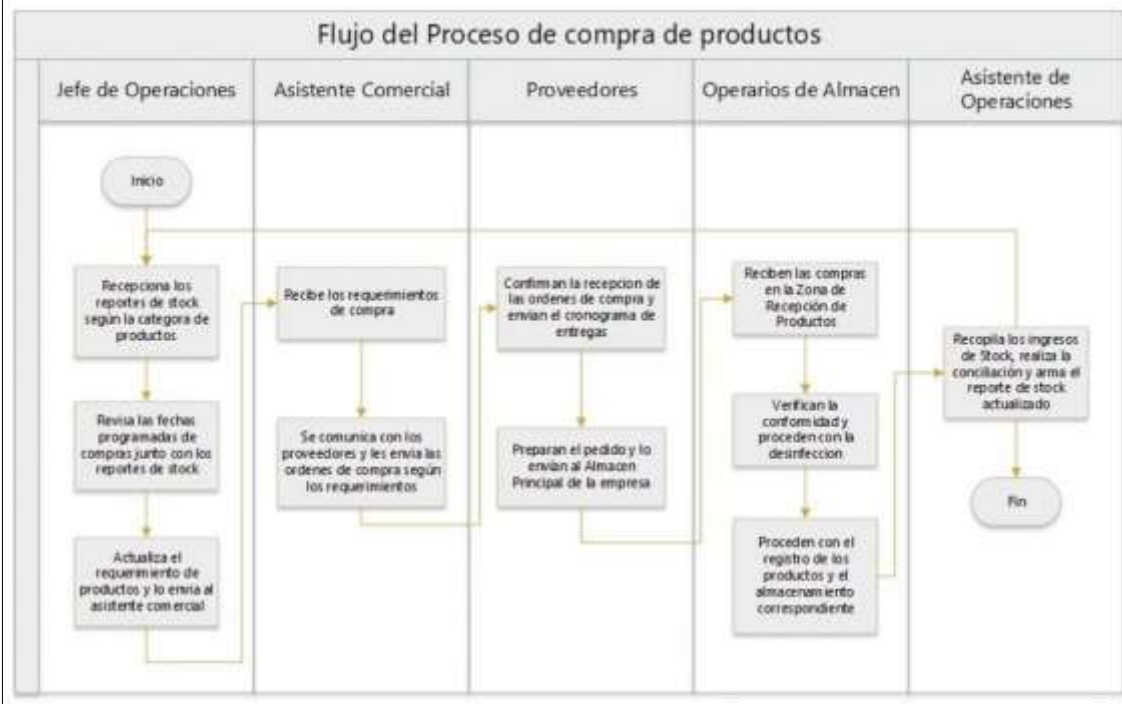 Flujo del Proceso de compra de productos
Jefe de Operaciones
Asistente Comercial
Proveedores
Operarios de Almacen
Asistente de
Operaciones
Inicio
Recepciona los
reportes de stock
según la categora de
productos
Revisa las fechas
programadas de
compras junto con los
reportes de stock
Actualiza el
requerimiento de
productos y lo envia al
asistente comercial
Recibe los requerimientos
de compra
Se comunica con los
proveedores y les envia las
ordenes de compra según
los requerimientos
Confirman la recepcion de
las ordenes de compra y
envian el cronograma de
entregas
Preparan el pedido y lo
envían al Almacen
Principal de la empresa
Reciben las compras
en la Zona de
Recepción de
Productos
Verifican la
conformidad y
proceden con la
desinfeccion
Proceden con el
registro de los
productos y el
almacenamiento
correspondiente
Recopila los ingresos
de Stock, realiza la
conciliación y arma el
reporte de stock
actualizado
Fin